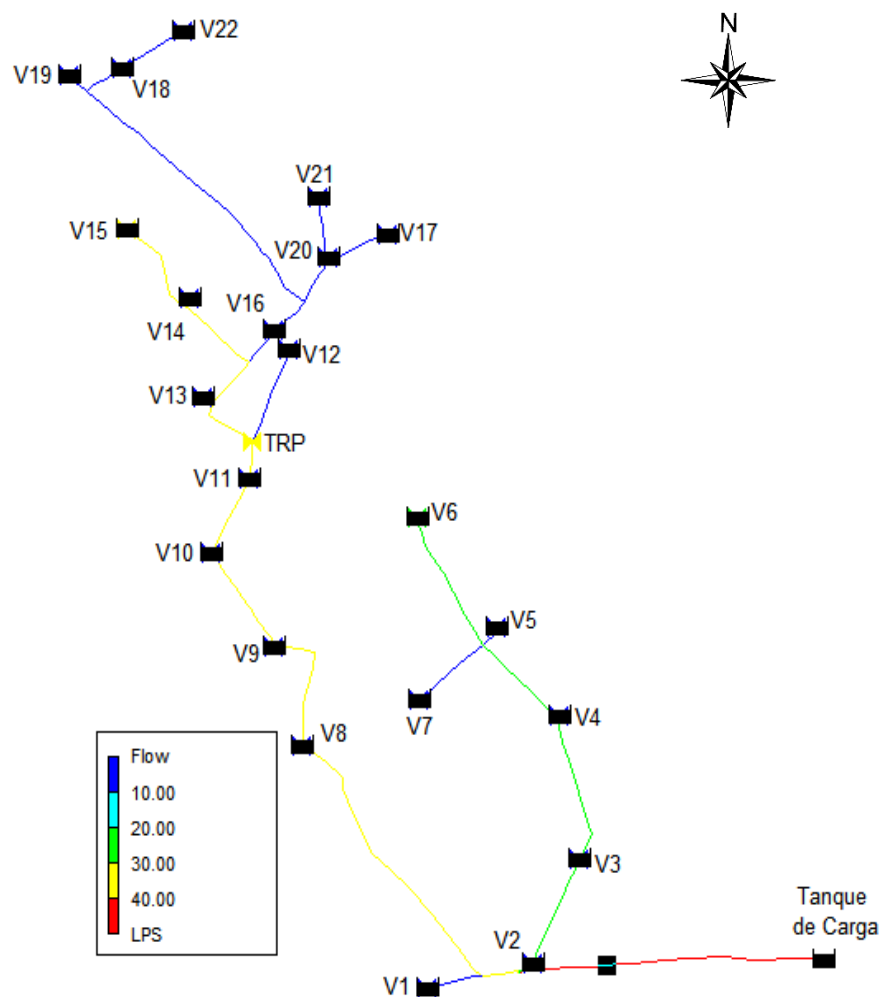 N
V22
V19
V18
V21
V15
V17
V20
V16
V14
V12
V13
TRP
V11
V6
V10
V5
V9
V7
V4
V8
Flow
10.00
20.00
30.00
40.00
LPS
V3
Tanque
de Carga
V2
V1